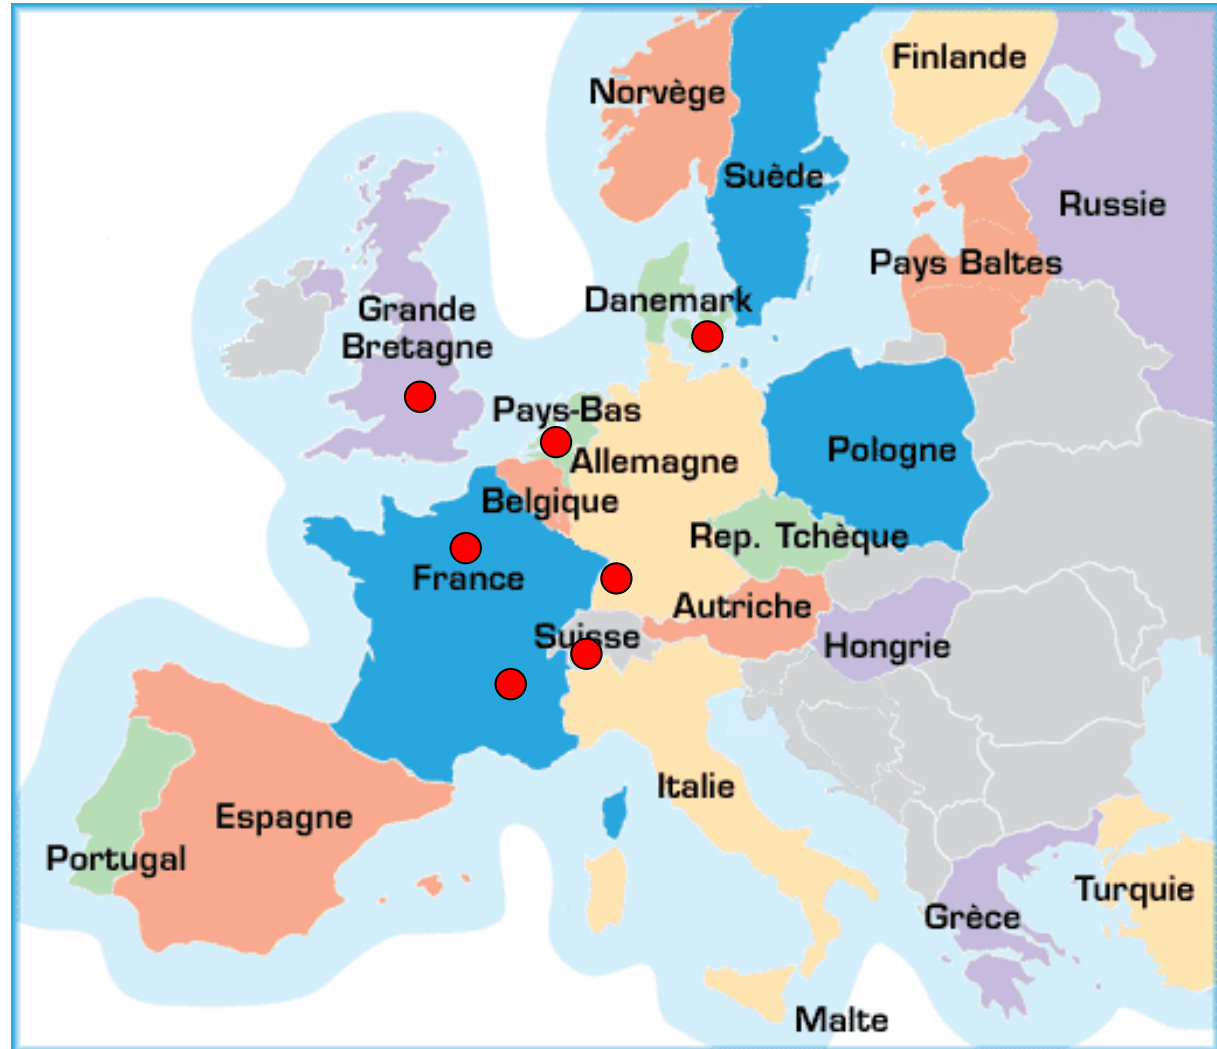 Finlande
Norvège
Suède
Russie
Pays Baltes
Danemark
Grande
Bretagne
Pays-Bas
Pologne
Allemagne
Belgique
Rep. Tchèque
France
Autriche
Suisse
Hongrie
Italie
Espagne
Portugal
Turquie
Grèce
Malte